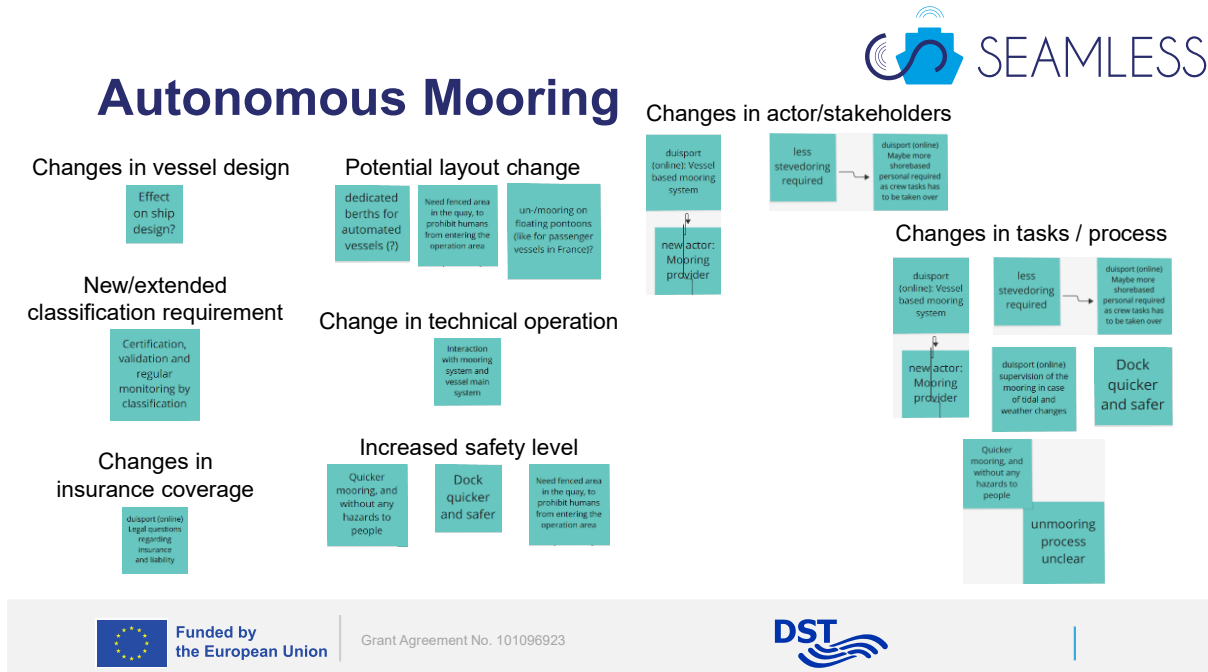 SEAMLESS
Autonomous Mooring
Changes in vessel design
Effect
on ship
design?
New/extended
classification requirement
Certification,
validation and
regular
monitoring by
classification
Changes in
insurance coverage
duisport (online)
Legal questions
regarding
insurance
and liability
Potential layout change
dedicated
berths for
automated
vessels (?)
Need fenced area
in the quay, to
prohibit humans
from entering the
operation area
un-/mooring on
floating pontoons
(like for passenger
vessels in France)?
Change in technical operation
Interaction
with mooring
system and
vessel main
system
Increased safety level
Quicker
mooring, and
without any
hazards to
people
Dock
quicker
and safer
Need fenced area
in the quay, to
prohibit humans
from entering the
operation area
Changes in actor/stakeholders
duisport
(online): Vessel
based mooring
system
new actor:
Mooring
provider
less
stevedoring
required
duisport (online)
Maybe more
shorebased
personal required
as crew tasks has
to be taken over
Changes in tasks / process
duisport
(online): Vessel
based mooring
system
new actor:
Mooring
provider
less
stevedoring
required
duisport (online)
Maybe more
shorebased
personal required
as crew tasks has
to be taken over
duisport (online)
supervision of the
mooring in case
of tidal and
weather changes
Dock
quicker
and safer
Quicker
mooring, and
without any
hazards to
people
unmooring
process
unclear
Funded by
the European Union
Grant Agreement No. 101096923
DST